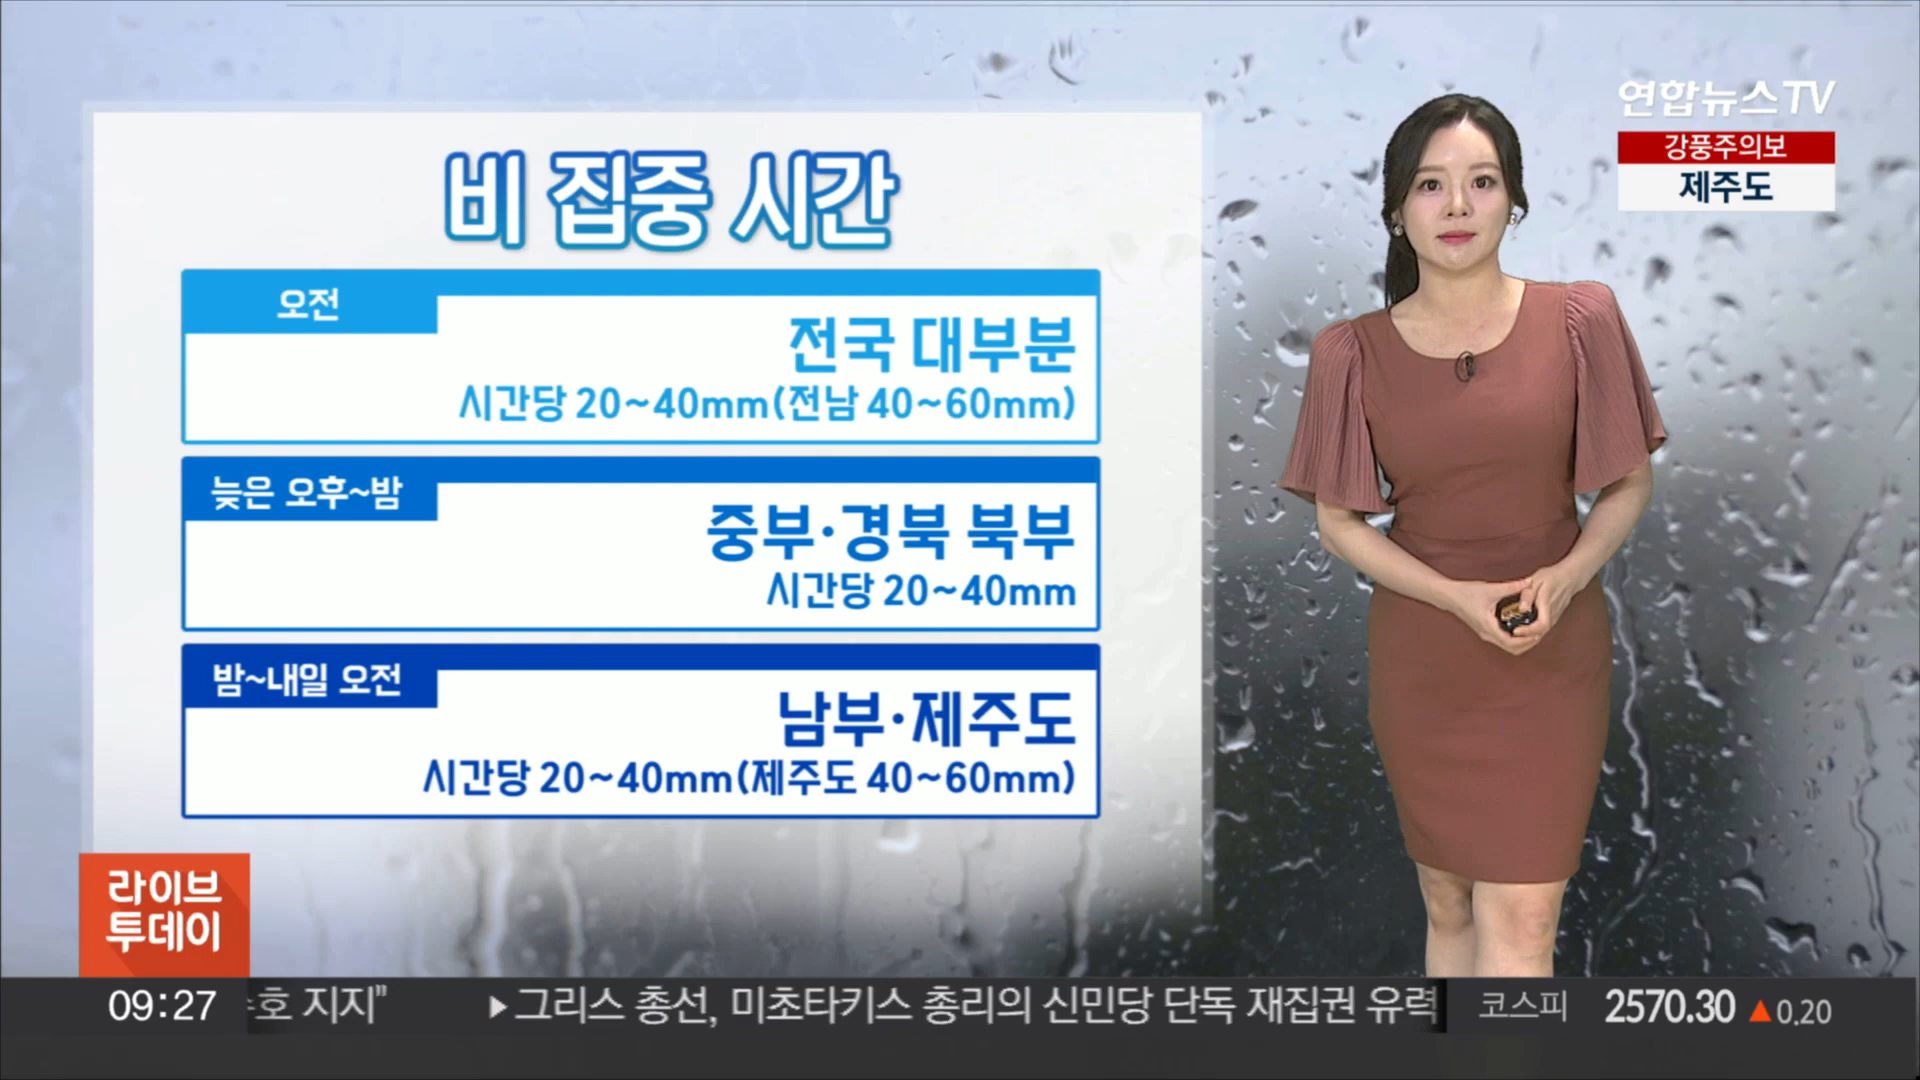 연합뉴스TV
강풍주의보
제주도
비 집중 시간
오전
전국 대부분
시간당 20~40mm(전남 40~60mm)
늦은 오후~밤
중부·경북 북부
시간당 20~40mm
밤~내일 오전
남부·제주도
시간당 20~40mm(제주도 40~60mm)
라이브
투데이
09:27 호 지지” ▶그리스 총선, 미초타키스 총리의 신민당 단독 재집권 유력 코스피 2570.30 ▲0.20